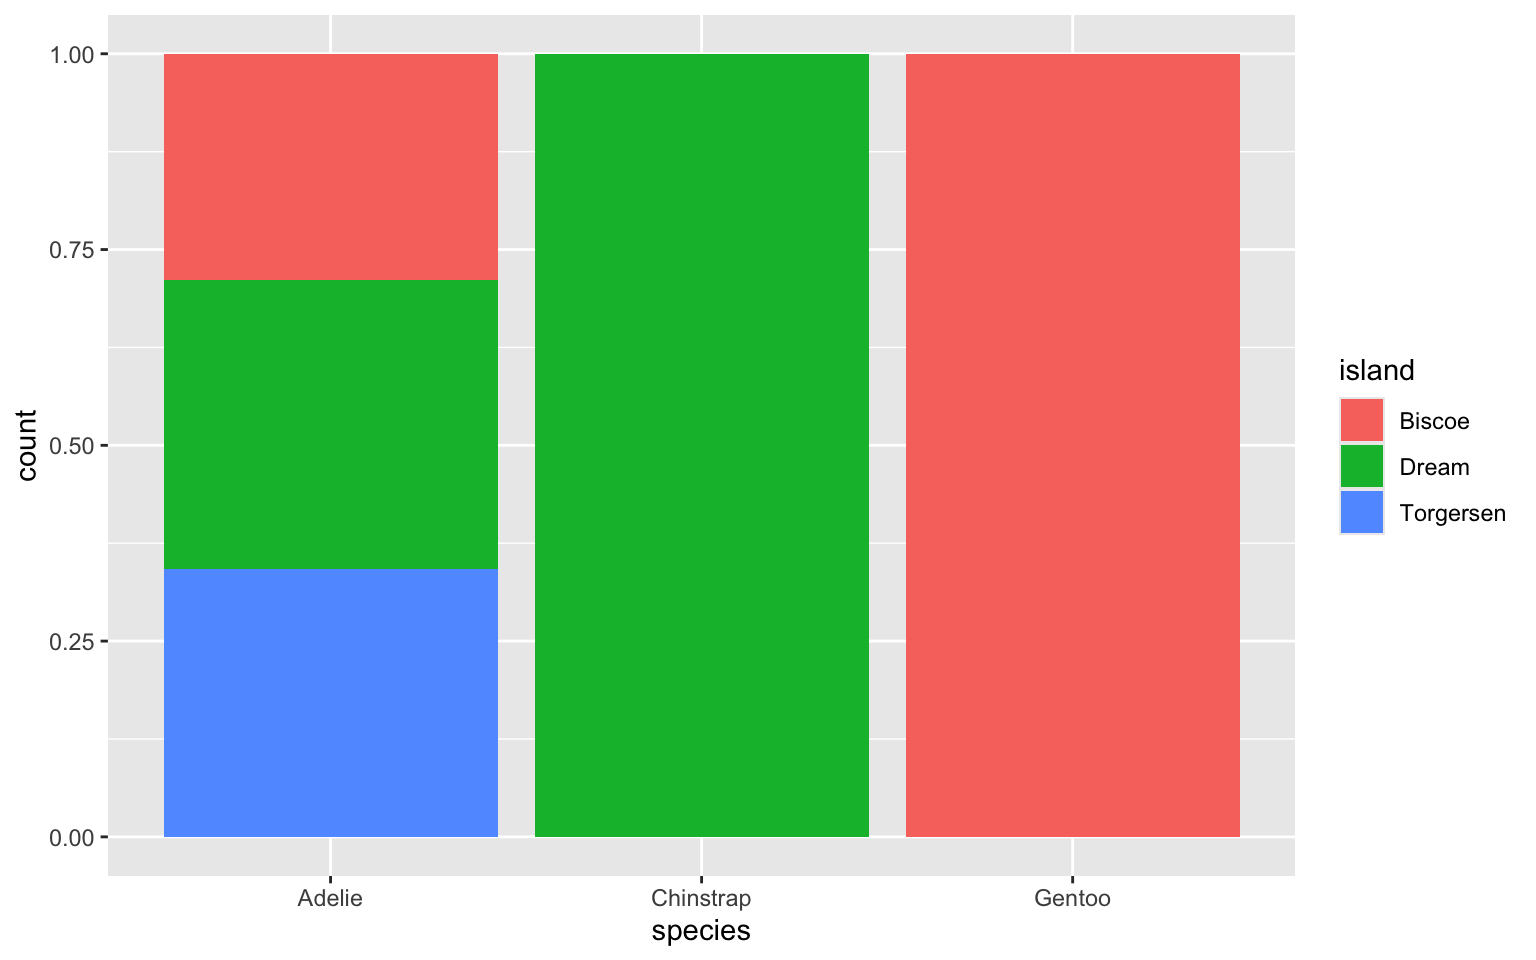 1.00
0.75
0.50
0.25
0.00
count
Adelie
Chinstrap
Gentoo
species
island
Biscoe
Dream
Torgersen